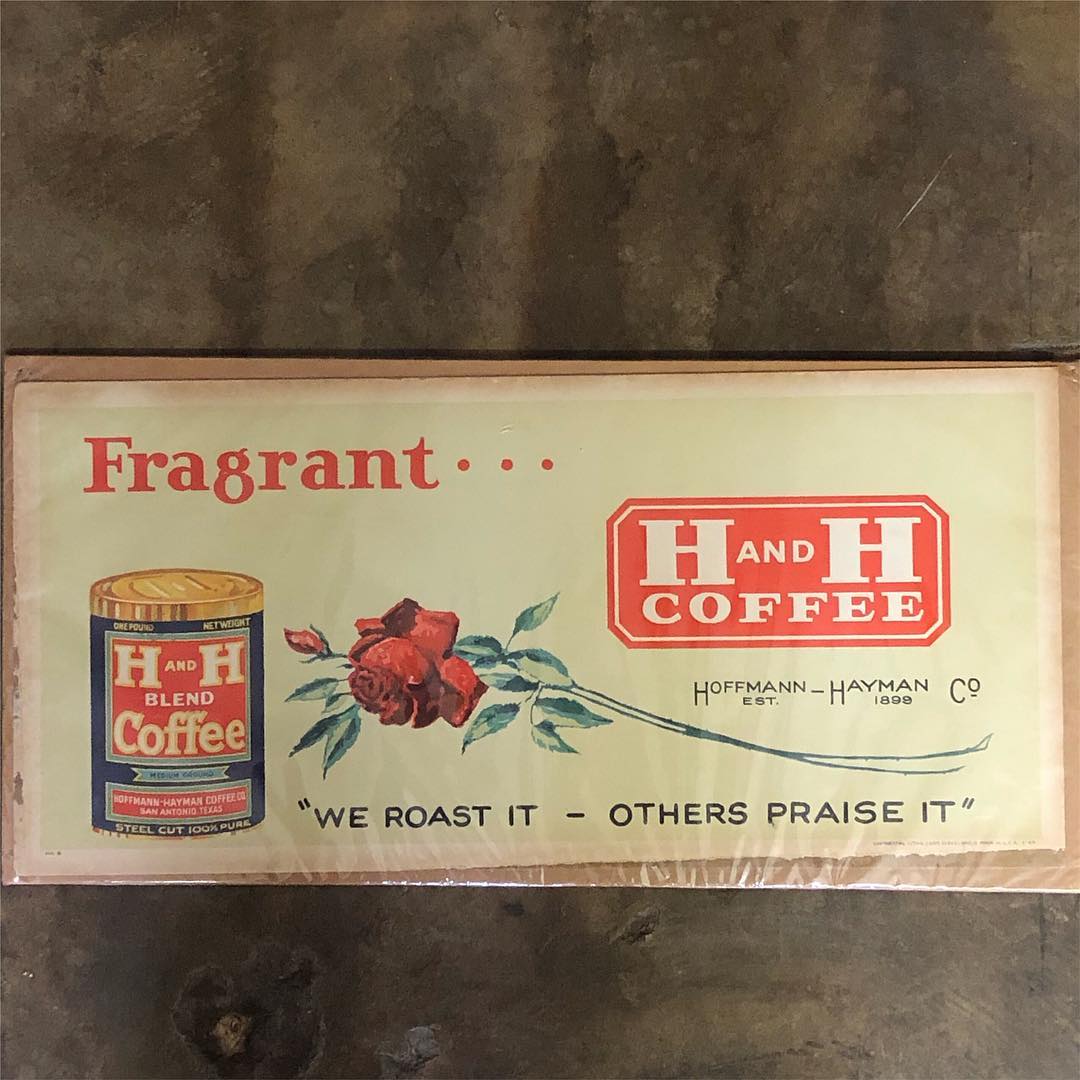 Fragrant...
H AND H
COFFEE
HOFFMANN-HAYMAN Co
EST. 1899
ONE POUND NET WEIGHT
H AND H
BLEND
Coffee
MEDIUM GROUND
HOFFMANN-HAYMAN COFFEE CO
SAN ANTONIO, TEXAS
STEEL CUT 100% PURE
"WE ROAST IT – OTHERS PRAISE IT"